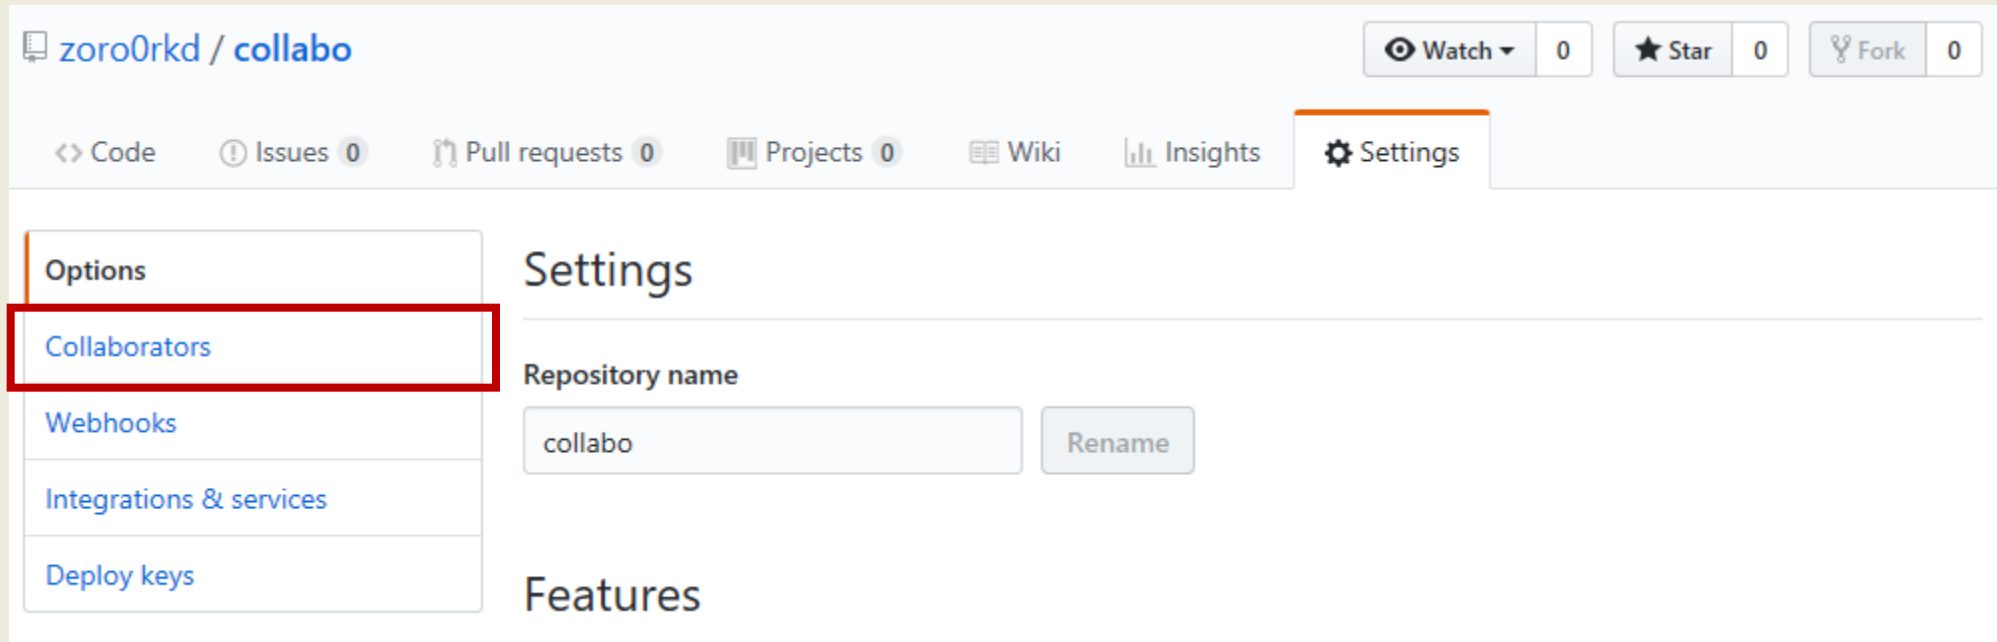 zoro0rkd / collabo
Watch 0 Star 0 Fork 0
Code Issues 0 Pull requests 0 Projects 0 Wiki Insights Settings
Options
Collaborators
Webhooks
Integrations & services
Deploy keys
Settings
Repository name
collabo Rename
Features